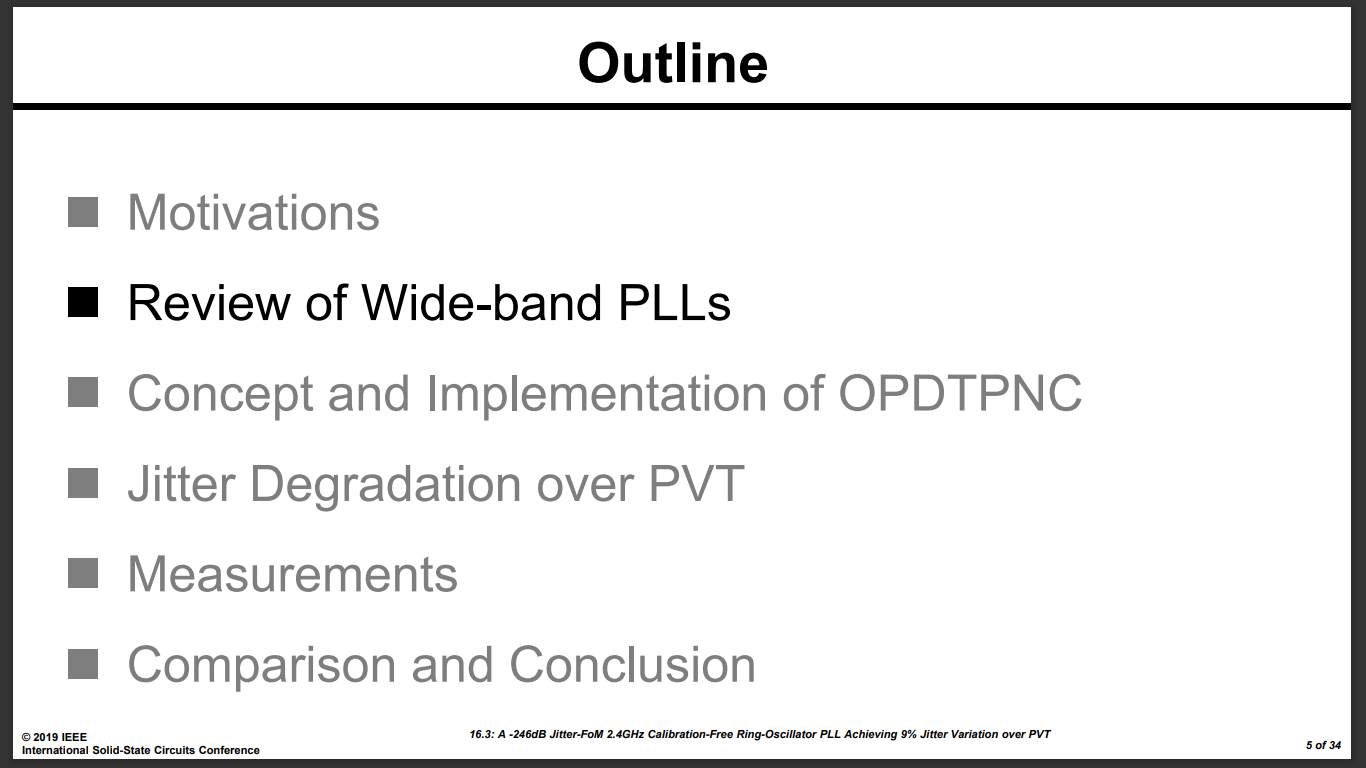 Outline
Motivations
Review of Wide-band PLLs
Concept and Implementation of OPDTPNC
Jitter Degradation over PVT
Measurements
Comparison and Conclusion
© 2019 IEEE
International Solid-State Circuits Conference
16.3: A -246dB Jitter-FoM 2.4GHz Calibration-Free Ring-Oscillator PLL Achieving 9% Jitter Variation over PVT
5 of 34